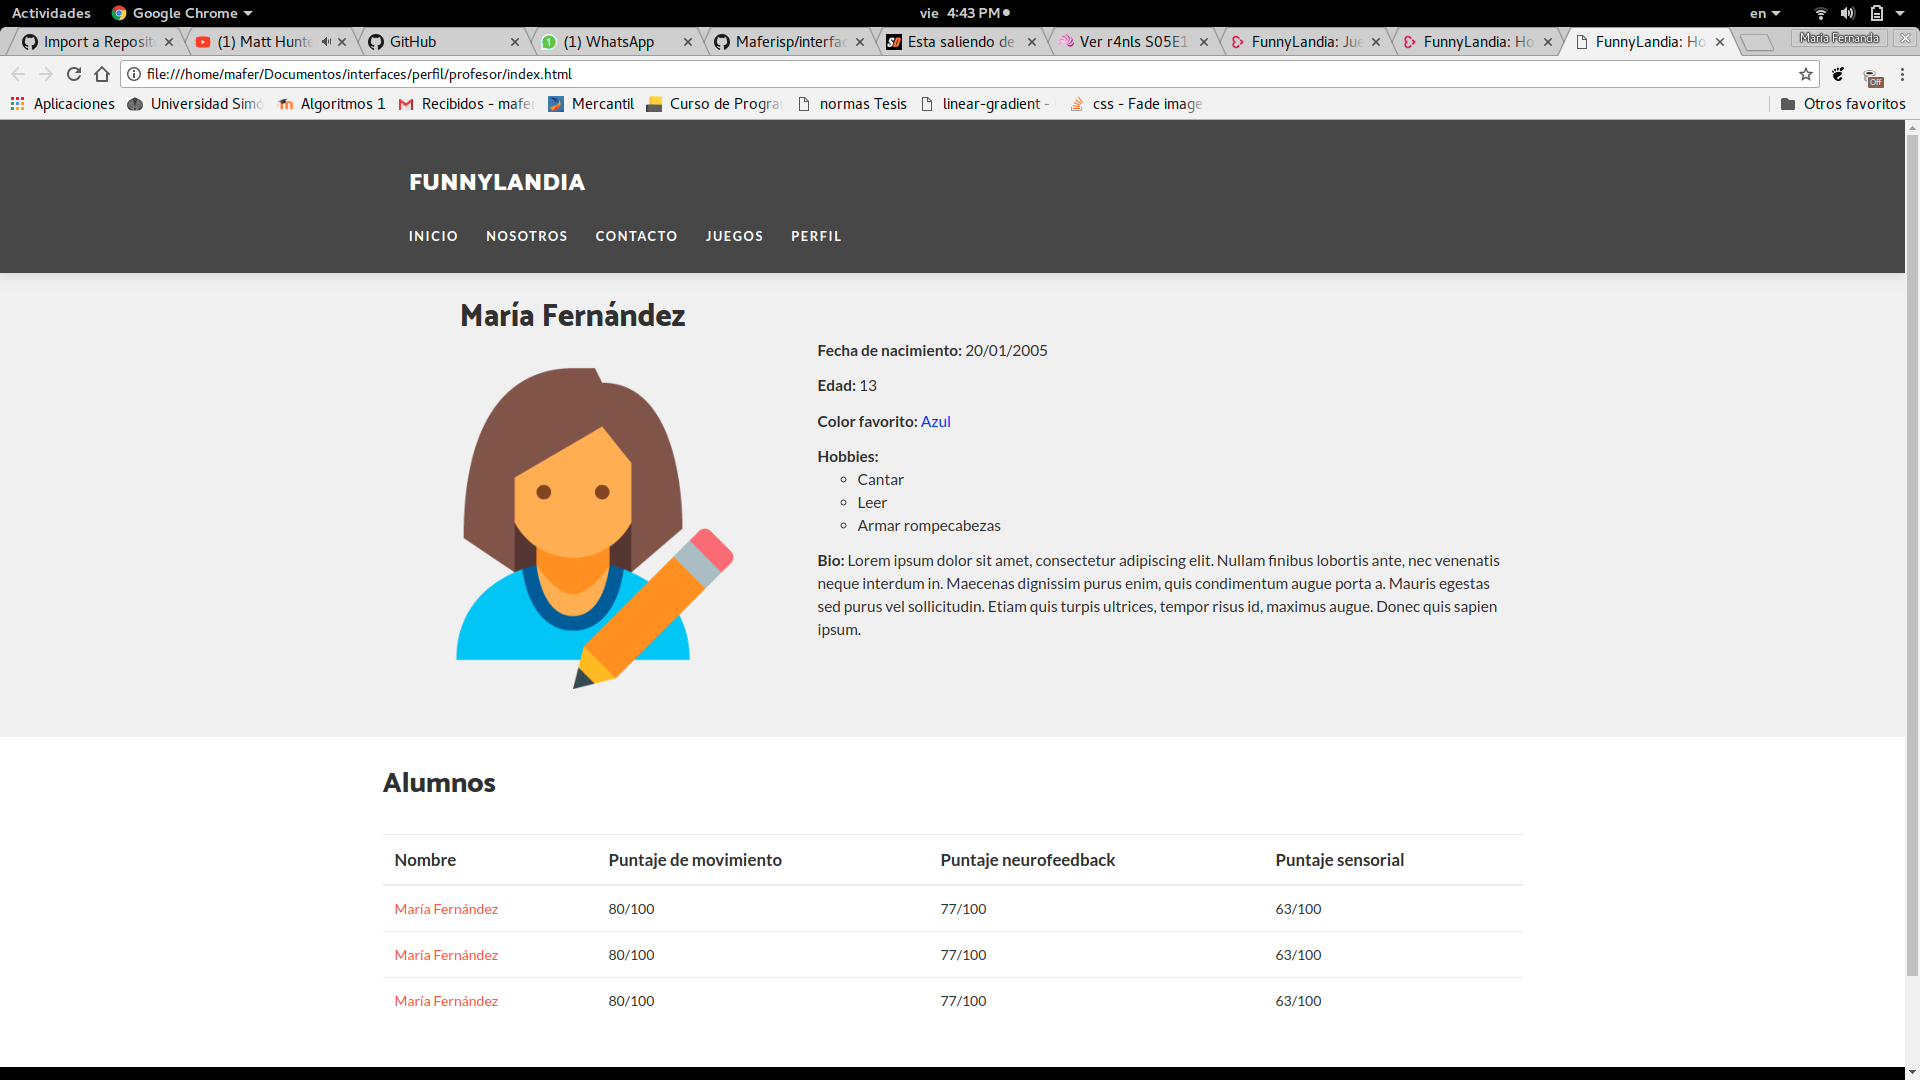 Actividades Google Chrome vie 4:43 PM en
Import a Reposit (1) Matt Hunte GitHub (1) WhatsApp Maferisp/interfac Esta saliendo de Ver r4nls S05E1 FunnyLandia: Jue FunnyLandia: Ho FunnyLandia: Ho Maria Fernanda
file:///home/mafer/Documentos/interfaces/perfil/profesor/index.html
Off
Aplicaciones Universidad Simó Algoritmos 1 Recibidos - mafer Mercantil Curso de Progra normas Tesis linear-gradient - css - Fade image Otros favoritos
FUNNYLANDIA
INICIO NOSOTROS CONTACTO JUEGOS PERFIL
María Fernández
Fecha de nacimiento: 20/01/2005
Edad: 13
Color favorito: Azul
Hobbies:
Cantar
Leer
Armar rompecabezas
Bio: Lorem ipsum dolor sit amet, consectetur adipiscing elit. Nullam finibus lobortis ante, nec venenatis
neque interdum in. Maecenas dignissim purus enim, quis condimentum augue porta a. Mauris egestas
sed purus vel sollicitudin. Etiam quis turpis ultrices, tempor risus id, maximus augue. Donec quis sapien
ipsum.
Alumnos
Nombre Puntaje de movimiento Puntaje neurofeedback Puntaje sensorial
María Fernández 80/100 77/100 63/100
María Fernández 80/100 77/100 63/100
María Fernández 80/100 77/100 63/100